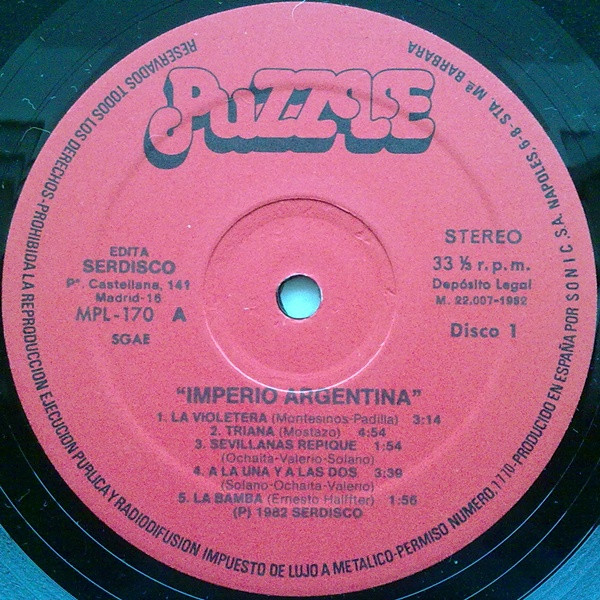 PUZZLE
EDITA
SERDISCO
Pº. Castellana, 141
Madrid-16
MPL-170 A
SGAE
STEREO
33 ⅓ r. p. m.
Depósito Legal
M. 22.007-1982
Disco 1
"IMPERIO ARGENTINA"
1. LA VIOLETERA (Montesinos-Padilla) 3:14
2. TRIANA (Mostazo) 4:54
3. SEVILLANAS REPIQUE 1:54
(Ochaita-Valerio-Solano)
4. A LA UNA Y A LAS DOS 3:39
(Solano-Ochaita-Valerio)
5. LA BAMBA (Ernesto Halffter) 1:56
(P) 1982 SERDISCO
RESERVADOS TODOS LOS DERECHOS-PROHIBIDA LA REPRODUCCION EJECUCION PUBLICA Y RADIODIFUSION IMPUESTO DE LUJO A METALICO-PERMISO NUMERO,1710-PRODUCIDO EN ESPAÑA POR SONIC,S.A. NAPOLES,6-8-STA. Mª BARBARA